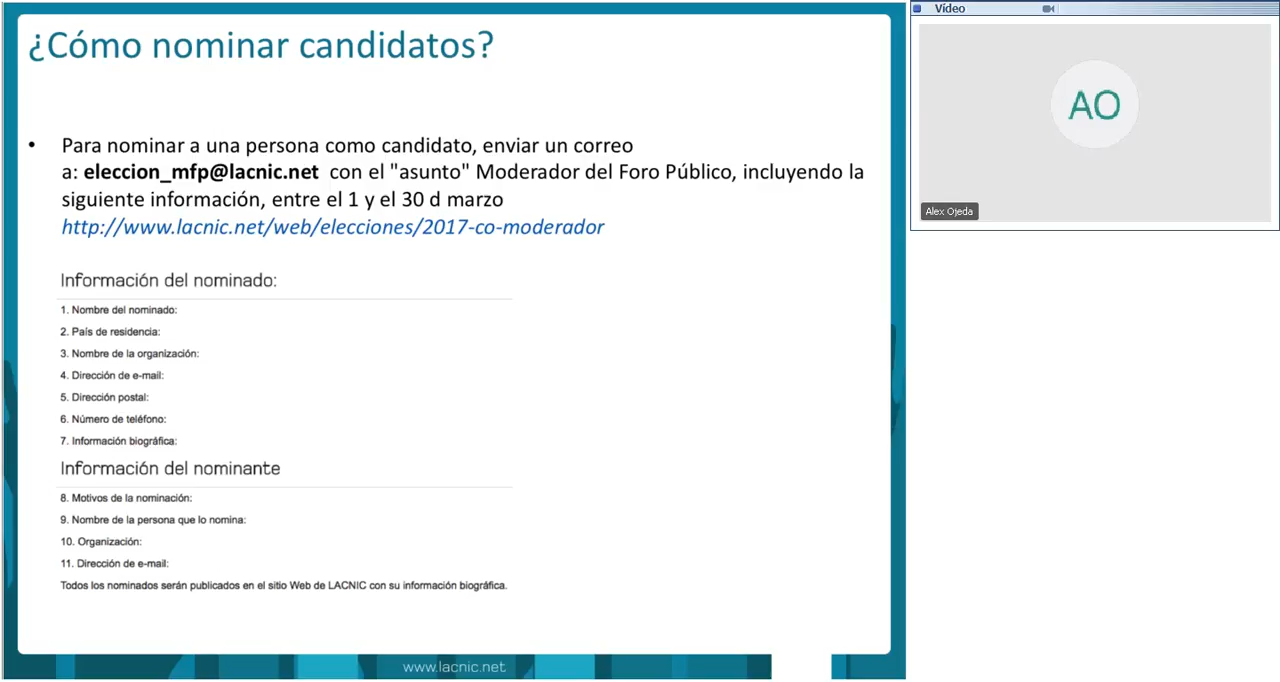 ¿Cómo nominar candidatos?
• Para nominar a una persona como candidato, enviar un correo
a: eleccion_mfp@lacnic.net con el "asunto" Moderador del Foro Público, incluyendo la
siguiente información, entre el 1 y el 30 d marzo
http://www.lacnic.net/web/elecciones/2017-co-moderador
Información del nominado:
1. Nombre del nominado:
2. País de residencia:
3. Nombre de la organización:
4. Dirección de e-mail:
5. Dirección postal:
6. Número de teléfono:
7. Información biográfica:
Información del nominante
8. Motivos de la nominación:
9. Nombre de la persona que lo nomina:
10. Organización:
11. Dirección de e-mail:
Todos los nominados serán publicados en el sitio Web de LACNIC con su información biográfica.
www.lacnic.net
Vídeo
AO
Alex Ojeda